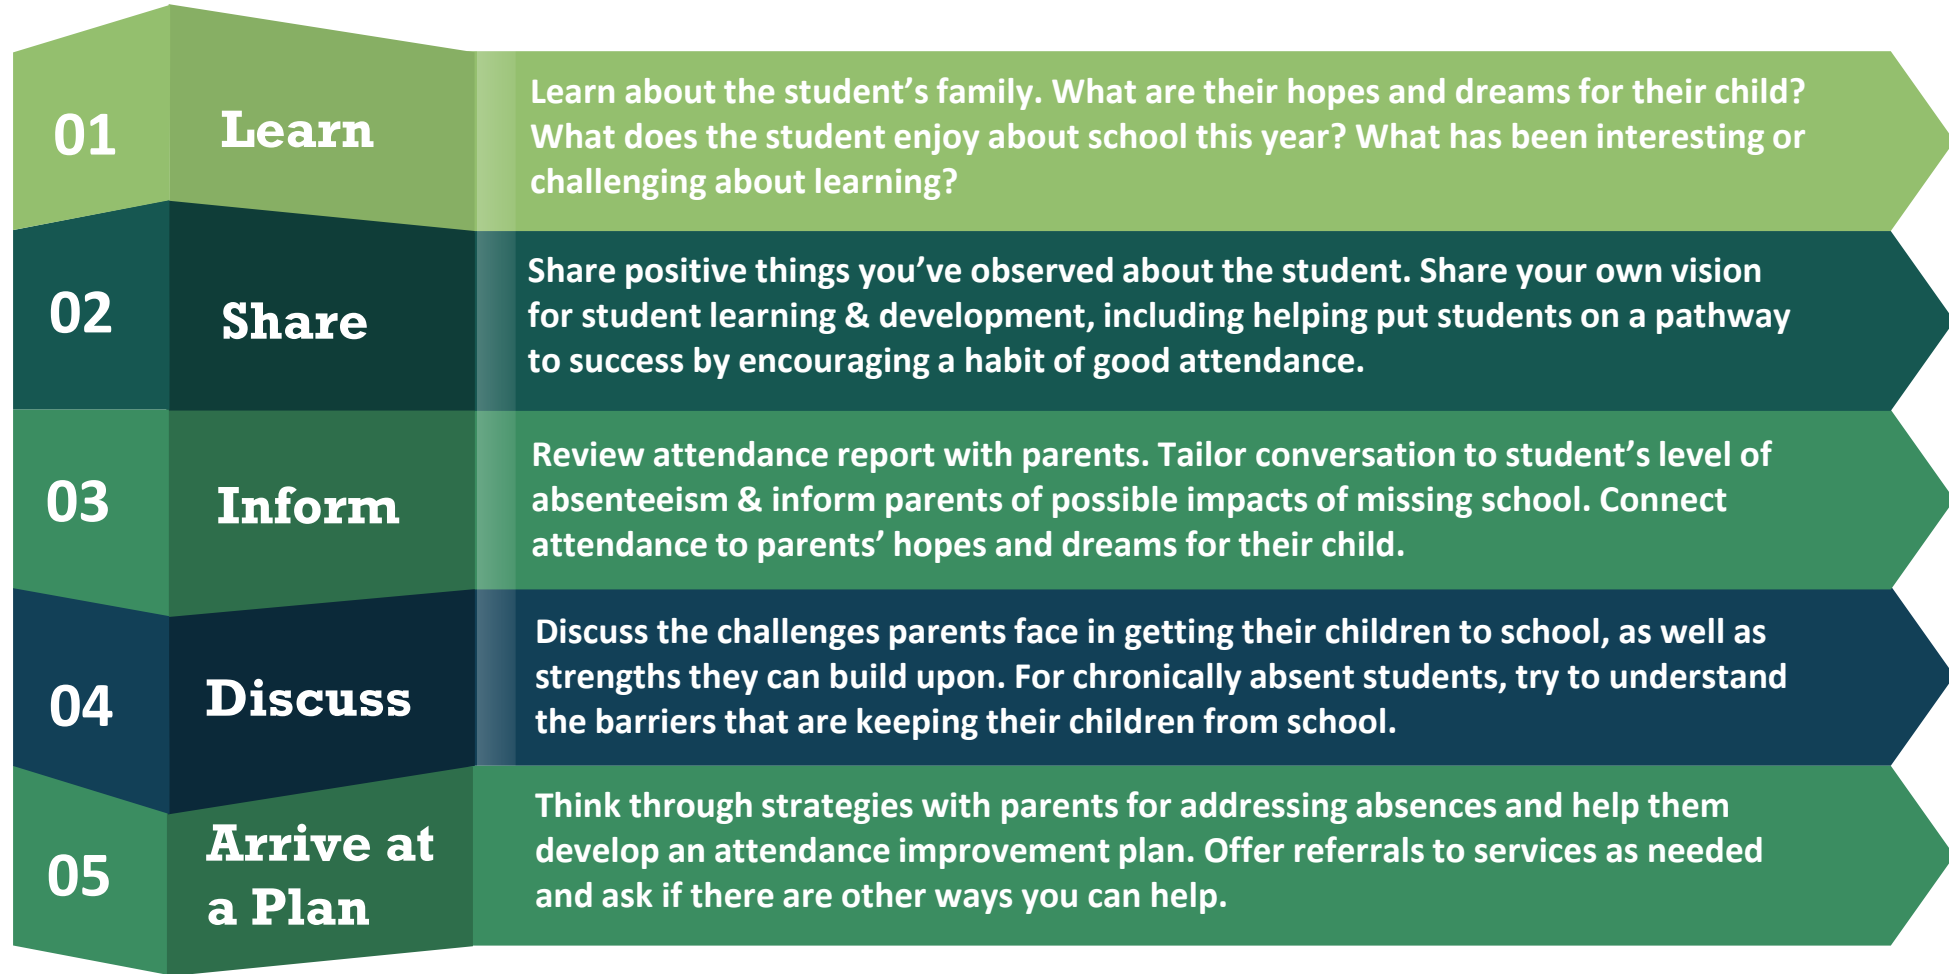 01
Learn
Learn about the student’s family. What are their hopes and dreams for their child?
What does the student enjoy about school this year? What has been interesting or
challenging about learning?
02
Share
Share positive things you’ve observed about the student. Share your own vision
for student learning & development, including helping put students on a pathway
to success by encouraging a habit of good attendance.
03
Inform
Review attendance report with parents. Tailor conversation to student’s level of
absenteeism & inform parents of possible impacts of missing school. Connect
attendance to parents’ hopes and dreams for their child.
04
Discuss
Discuss the challenges parents face in getting their children to school, as well as
strengths they can build upon. For chronically absent students, try to understand
the barriers that are keeping their children from school.
05
Arrive at
a Plan
Think through strategies with parents for addressing absences and help them
develop an attendance improvement plan. Offer referrals to services as needed
and ask if there are other ways you can help.